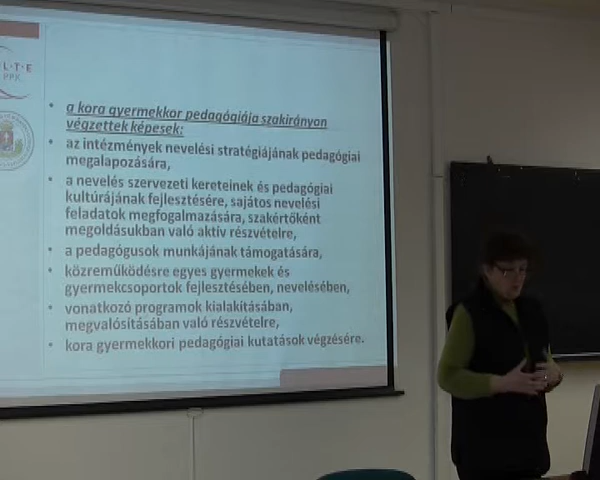 L·T·E
PPK
• a kora gyermekkor pedagógiája szakirányon
végzettek képesek:
• az intézmények nevelési stratégiájának pedagógiai
megalapozására,
• a nevelés szervezeti kereteinek és pedagógiai
kultúrájának fejlesztésére, sajátos nevelési
feladatok megfogalmazására, szakértőként
megoldásukban való aktív részvételre,
• a pedagógusok munkájának támogatására,
• közreműködésre egyes gyermekek és
gyermekcsoportok fejlesztésében, nevelésében,
• vonatkozó programok kialakításában,
megvalósításában való részvételre,
• kora gyermekkori pedagógiai kutatások végzésére.